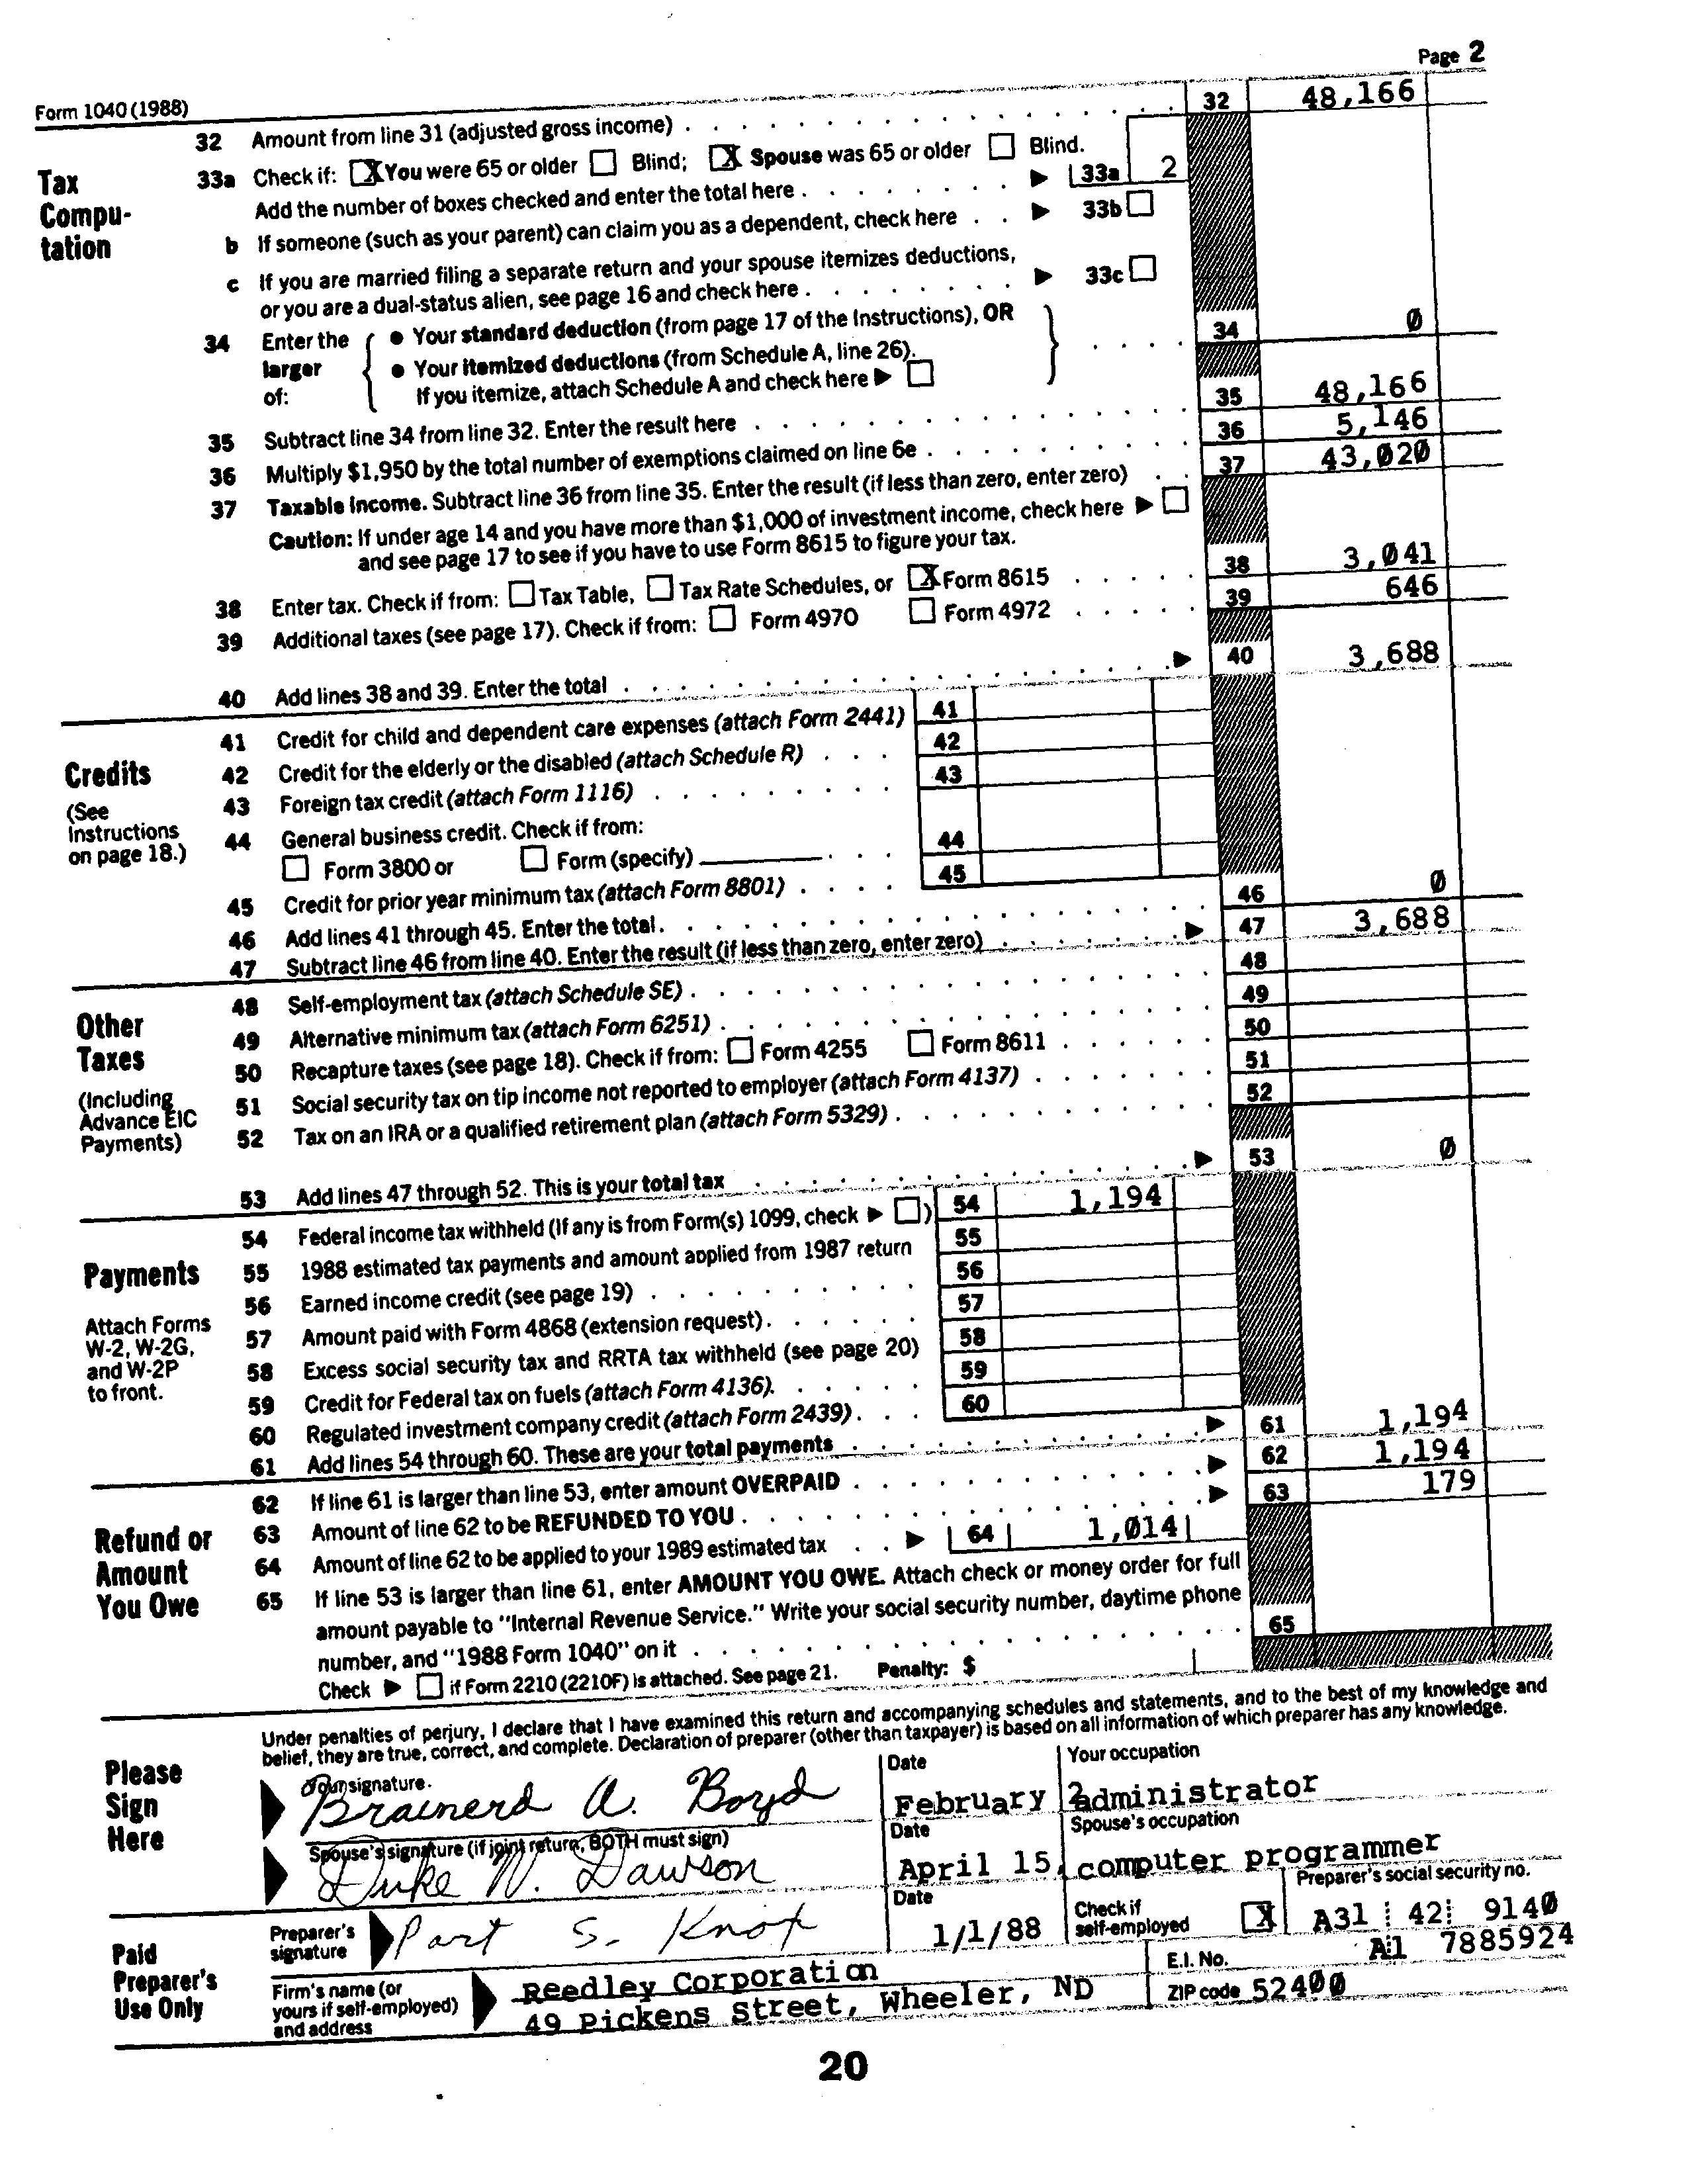 Page 2
Form 1040 (1988)
32 Amount from line 31 (adjusted gross income) 32 48,166
Tax Compu-tation
33a Check if: [X] You were 65 or older [ ] Blind; [X] Spouse was 65 or older [ ] Blind.
Add the number of boxes checked and enter the total here ▶ 33a 2
b If someone (such as your parent) can claim you as a dependent, check here ▶ 33b
c If you are married filing a separate return and your spouse itemizes deductions,
or you are a dual-status alien, see page 16 and check here ▶ 33c
34 Enter the larger of: ● Your standard deduction (from page 17 of the Instructions), OR
● Your itemized deductions (from Schedule A, line 26).
If you itemize, attach Schedule A and check here ▶ 34 0
35 Subtract line 34 from line 32. Enter the result here 35 48,166
36 Multiply $1,950 by the total number of exemptions claimed on line 6e 36 5,146
37 Taxable income. Subtract line 36 from line 35. Enter the result (if less than zero, enter zero) 37 43,020
Caution: If under age 14 and you have more than $1,000 of investment income, check here ▶
and see page 17 to see if you have to use Form 8615 to figure your tax.
38 Enter tax. Check if from: [ ] Tax Table, [ ] Tax Rate Schedules, or [X] Form 8615 38 3,041
39 Additional taxes (see page 17). Check if from: [ ] Form 4970 [ ] Form 4972 39 646
40 Add lines 38 and 39. Enter the total ▶ 40 3,688
Credits
(See Instructions on page 18.)
41 Credit for child and dependent care expenses (attach Form 2441) 41
42 Credit for the elderly or the disabled (attach Schedule R) 42
43 Foreign tax credit (attach Form 1116) 43
44 General business credit. Check if from:
[ ] Form 3800 or [ ] Form (specify) 44
45 Credit for prior year minimum tax (attach Form 8801) 45
46 Add lines 41 through 45. Enter the total 46 0
47 Subtract line 46 from line 40. Enter the result (if less than zero, enter zero) ▶ 47 3,688
Other Taxes
(Including Advance EIC Payments)
48 Self-employment tax (attach Schedule SE) 48
49 Alternative minimum tax (attach Form 6251) 49
50 Recapture taxes (see page 18). Check if from: [ ] Form 4255 [ ] Form 8611 50
51 Social security tax on tip income not reported to employer (attach Form 4137) 51
52 Tax on an IRA or a qualified retirement plan (attach Form 5329) 52
53 Add lines 47 through 52. This is your total tax ▶ 53 0
Payments
Attach Forms W-2, W-2G, and W-2P to front.
54 Federal income tax withheld (If any is from Form(s) 1099, check ▶ [ ]) 54 1,194
55 1988 estimated tax payments and amount applied from 1987 return 55
56 Earned income credit (see page 19) 56
57 Amount paid with Form 4868 (extension request) 57
58 Excess social security tax and RRTA tax withheld (see page 20) 58
59 Credit for Federal tax on fuels (attach Form 4136) 59
60 Regulated investment company credit (attach Form 2439) 60
61 Add lines 54 through 60. These are your total payments ▶ 61 1,194
Refund or Amount You Owe
62 If line 61 is larger than line 53, enter amount OVERPAID ▶ 62 1,194
63 Amount of line 62 to be REFUNDED TO YOU ▶ 63 179
64 Amount of line 62 to be applied to your 1989 estimated tax ▶ 64 1,014
65 If line 53 is larger than line 61, enter AMOUNT YOU OWE. Attach check or money order for full
amount payable to "Internal Revenue Service." Write your social security number, daytime phone
number, and "1988 Form 1040" on it 65
Check ▶ [ ] if Form 2210 (2210F) is attached. See page 21. Penalty: $
Please Sign Here
Under penalties of perjury, I declare that I have examined this return and accompanying schedules and statements, and to the best of my knowledge and
belief, they are true, correct, and complete. Declaration of preparer (other than taxpayer) is based on all information of which preparer has any knowledge.
Your signature. Date Your occupation
Brainerd A. Boyd February 2 administrator
Spouse's signature (if joint return, BOTH must sign) Date Spouse's occupation
Duke W. Dawson April 15, computer programmer
Paid Preparer's Use Only
Preparer's signature Part S. Knox Date 1/1/88 Check if self-employed [X] Preparer's social security no. A31 42 9140
Firm's name (or yours if self-employed) and address Reedley Corporation E.I. No. A1 7885924
49 Pickens Street, Wheeler, ND ZIP code 52400
20